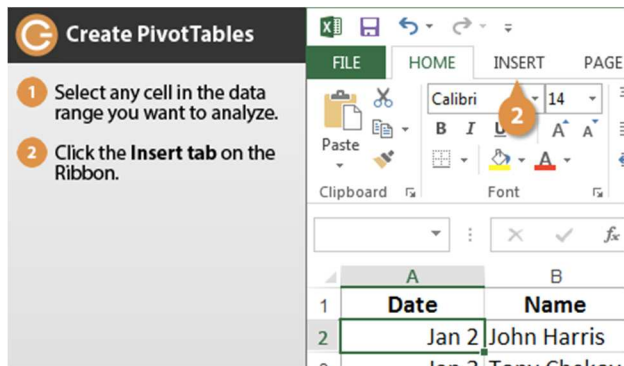 Create PivotTables
1 Select any cell in the data
range you want to analyze.
2 Click the Insert tab on the
Ribbon.
FILE HOME INSERT PAGE
Calibri 14
2
B I U A A
Paste
A
Clipboard Font
fx
A B
1 Date Name
2 Jan 2 John Harris